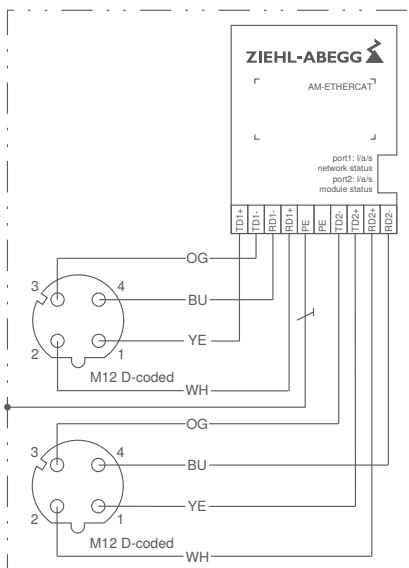 ZIEHL-ABEGG
AM-ETHERCAT
port1: l/a/s
network status
port2: l/a/s
module status
TD1+
TD1-
RD1-
RD1+
PE
PE
TD2-
TD2+
RD2+
RD2-
OG
3
4
BU
YE
2
1
M12 D-coded
WH
OG
3
4
BU
YE
2
1
M12 D-coded
WH